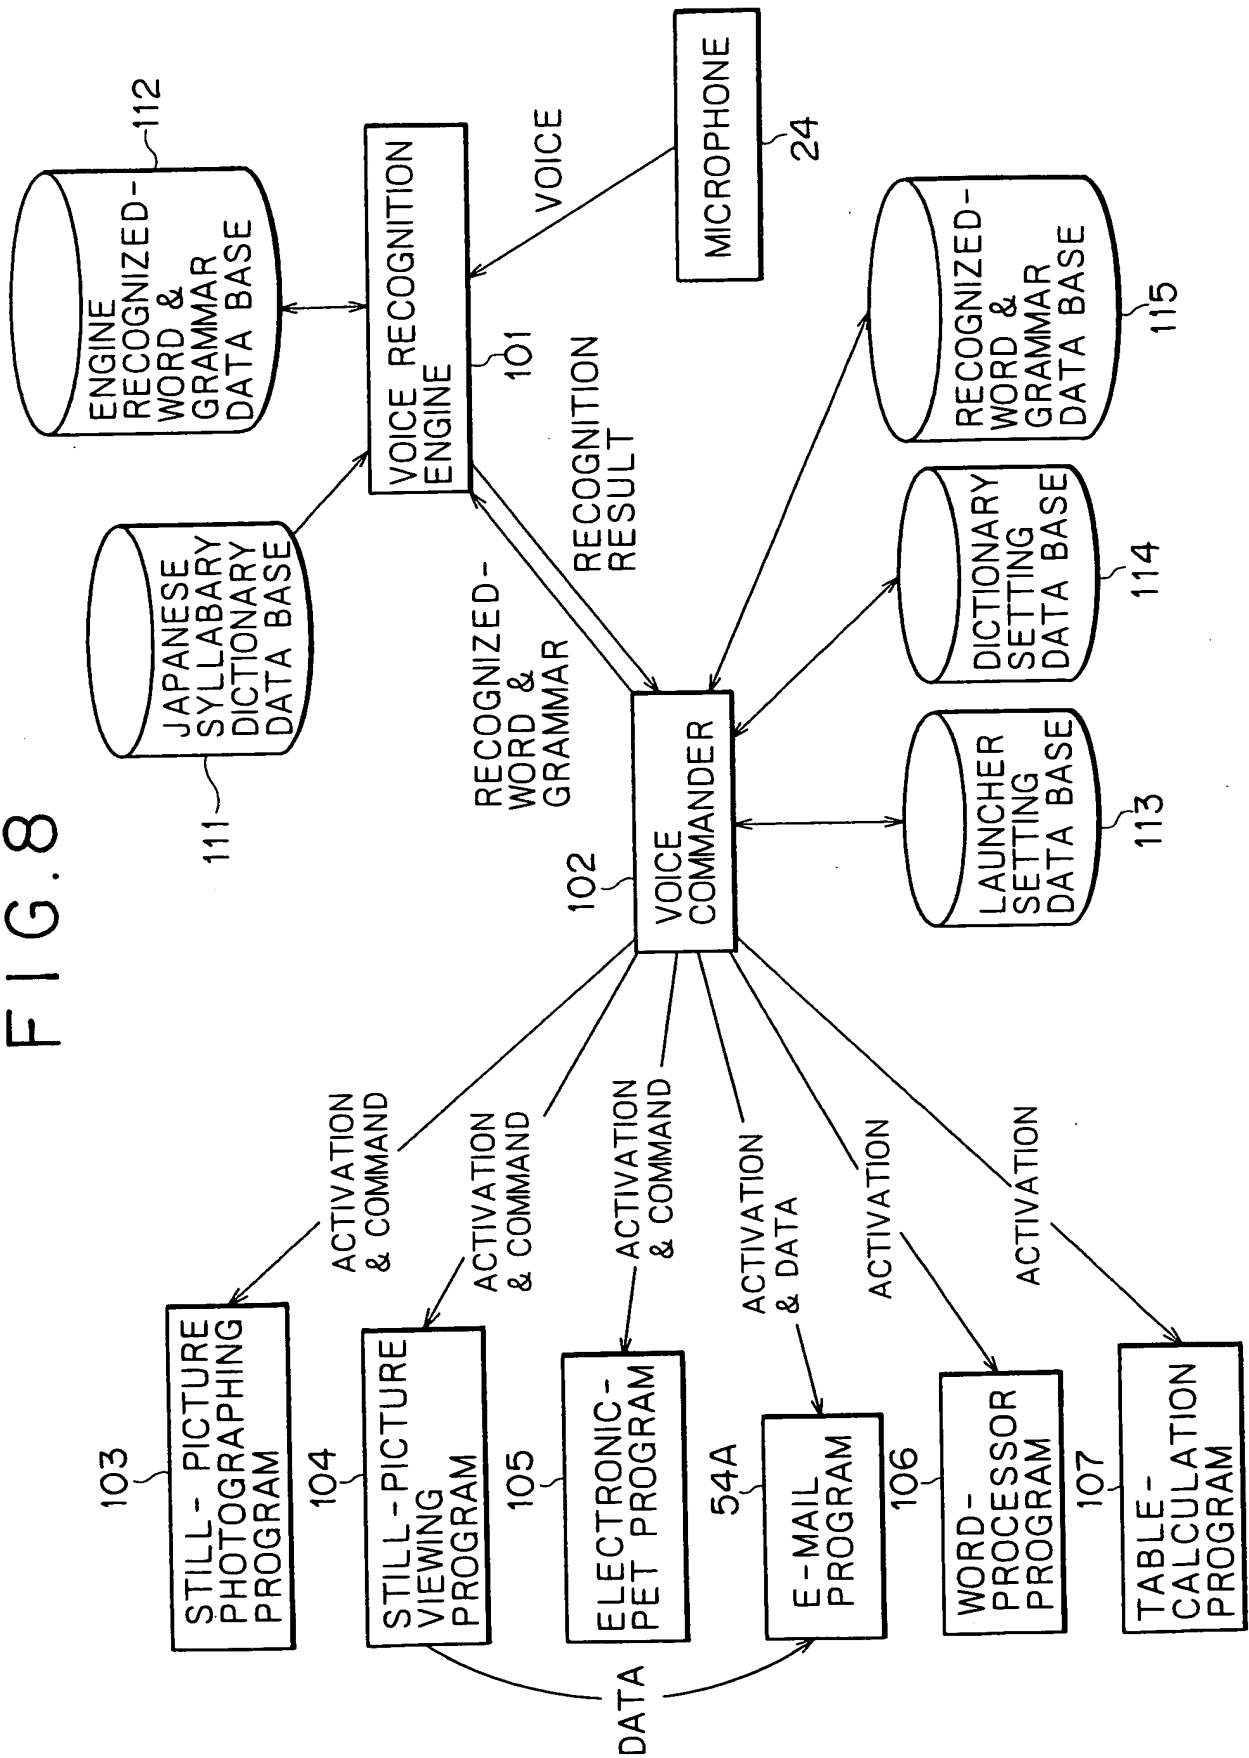 FIG.8
JAPANESE
SYLLABARY
DICTIONARY
DATA BASE
111
ENGINE
RECOGNIZED-
WORD &
GRAMMAR
DATA BASE
112
VOICE RECOGNITION
ENGINE
101
VOICE
MICROPHONE
24
RECOGNIZED-
WORD &
GRAMMAR
RECOGNITION
RESULT
102
VOICE
COMMANDER
LAUNCHER
SETTING
DATA BASE
113
DICTIONARY
SETTING
DATA BASE
114
RECOGNIZED-
WORD &
GRAMMAR
DATA BASE
115
ACTIVATION
& COMMAND
ACTIVATION
& COMMAND
ACTIVATION
& COMMAND
ACTIVATION
& DATA
ACTIVATION
ACTIVATION
103
STILL-PICTURE
PHOTOGRAPHING
PROGRAM
104
STILL-PICTURE
VIEWING
PROGRAM
105
ELECTRONIC-
PET PROGRAM
54A
E-MAIL
PROGRAM
106
WORD-
PROCESSOR
PROGRAM
107
TABLE-
CALCULATION
PROGRAM
DATA